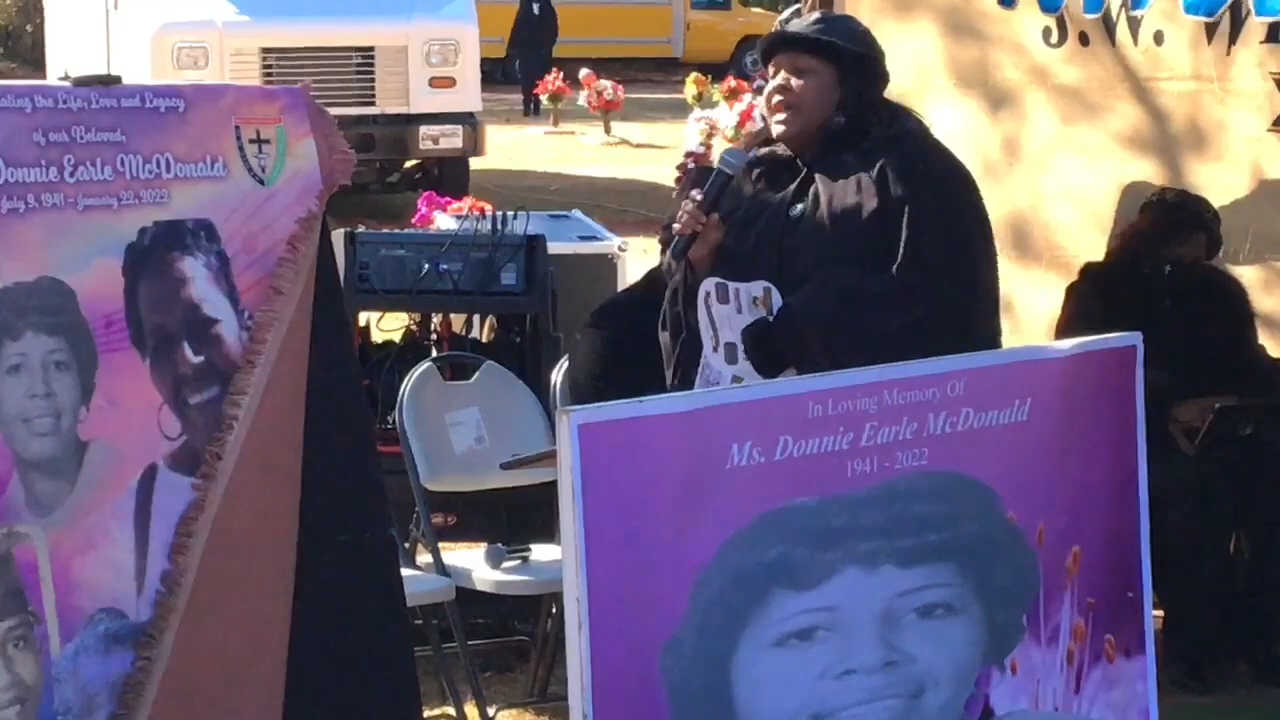 ating the Life, Love and Legacy
of our Beloved,
Donnie Earle McDonald
July 9, 1941 - January 22, 2022
In Loving Memory Of
Ms. Donnie Earle McDonald
1941 - 2022
J.W. W